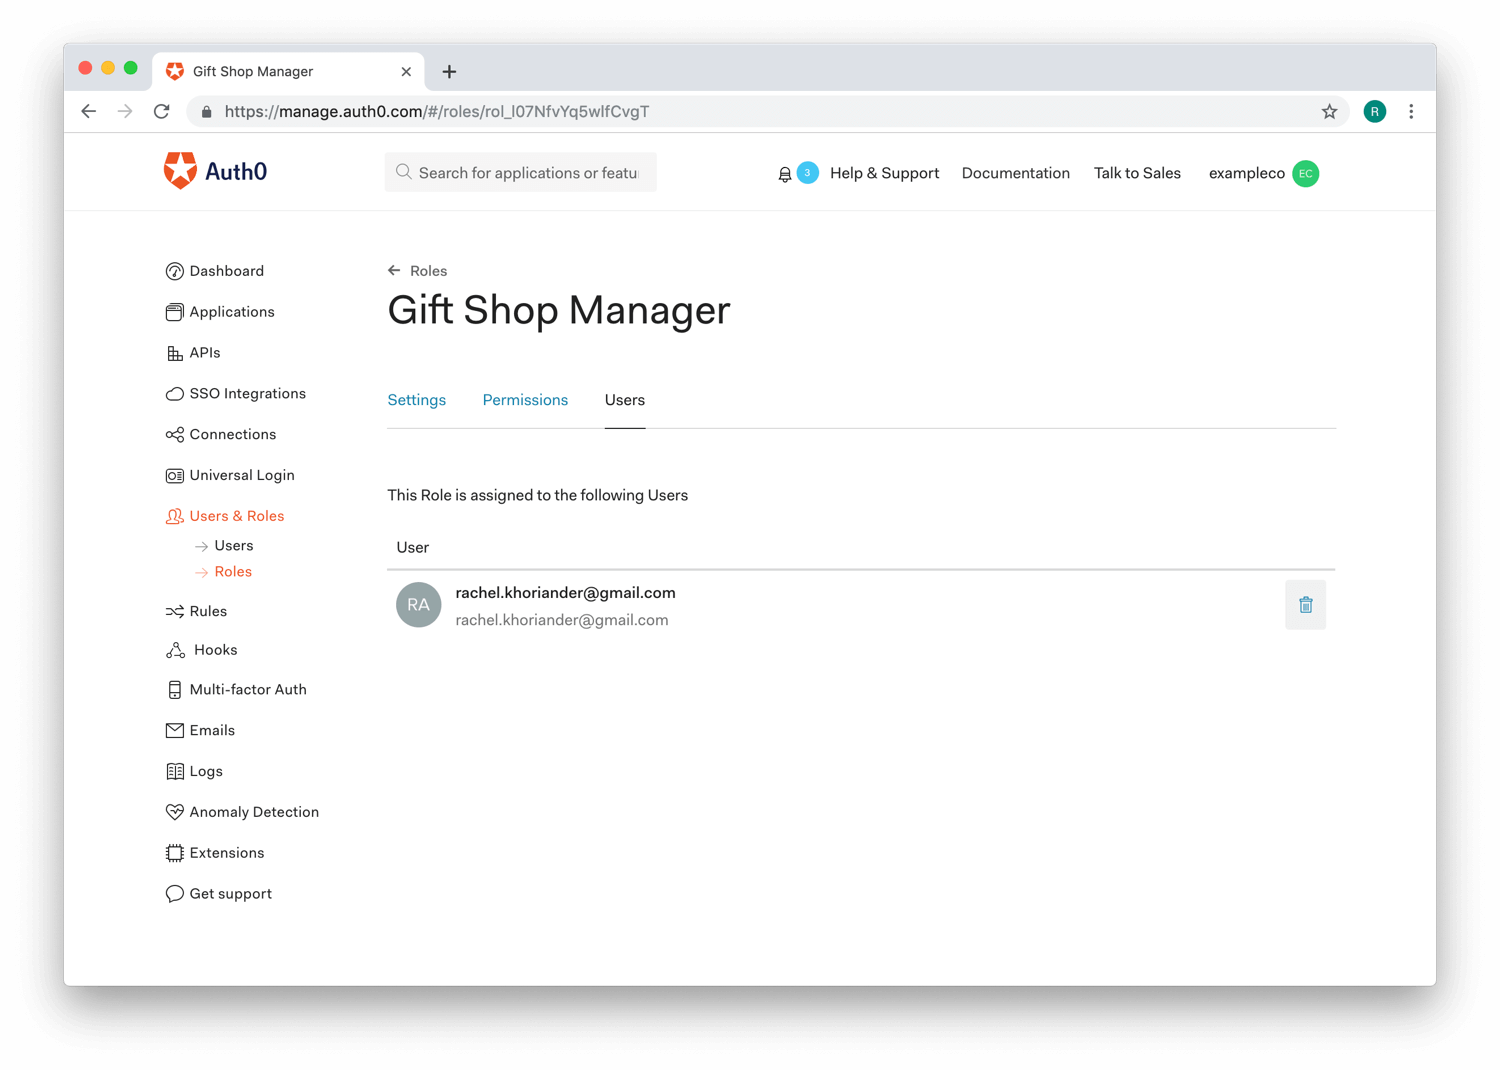 Gift Shop Manager
https://manage.auth0.com/#/roles/rol_l07NfvYq5wlfCvgT
R
Auth0
Search for applications or featu
3
Help & Support
Documentation
Talk to Sales
exampleco
EC
Dashboard
Applications
APIs
SSO Integrations
Connections
Universal Login
Users & Roles
Users
Roles
Rules
Hooks
Multi-factor Auth
Emails
Logs
Anomaly Detection
Extensions
Get support
Roles
Gift Shop Manager
Settings
Permissions
Users
This Role is assigned to the following Users
User
RA
rachel.khoriander@gmail.com
rachel.khoriander@gmail.com